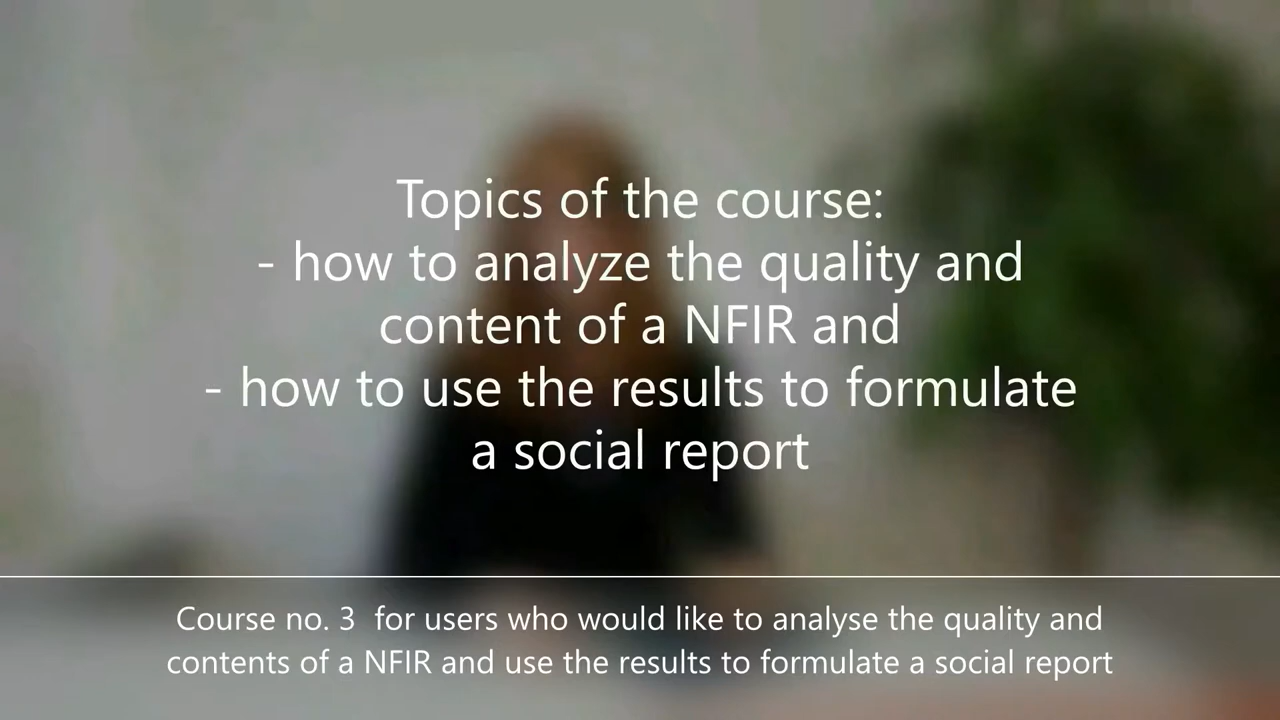 Topics of the course:
- how to analyze the quality and
content of a NFIR and
- how to use the results to formulate
a social report
Course no. 3  for users who would like to analyse the quality and
contents of a NFIR and use the results to formulate a social report